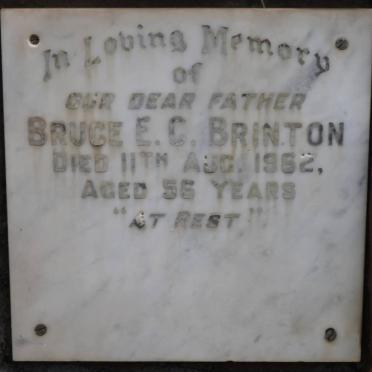 In Loving Memory
of
OUR DEAR FATHER
BRUCE E. C. BRINTON
DIED 11TH AUG. 1962,
AGED 56 YEARS
"AT REST"